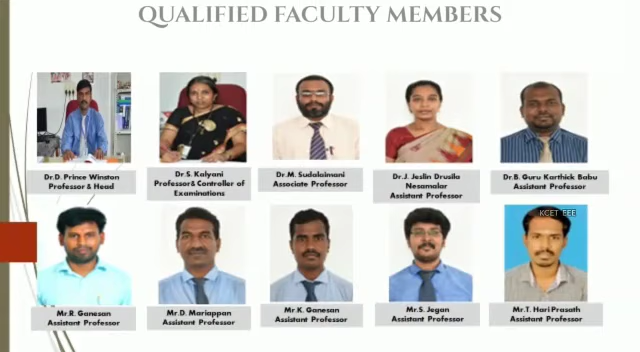 QUALIFIED FACULTY MEMBERS
Dr.D. Prince Winston
Professor & Head
Dr.S. Kalyani
Professor&Controller of
Examinations
Dr.M. Sudalaimani
Associate Professor
Dr.J. Jeslin Drusila
Nesamalar
Assistant Professor
Dr.B. Guru Karthick Babu
Assistant Professor
KCET EEE
Mr.R. Ganesan
Assistant Professor
Mr.D. Mariappan
Assistant Professor
Mr.K. Ganesan
Assistant Professor
Mr.S. Jegan
Assistant Professor
Mr.T. Hari Prasath
Assistant Professor